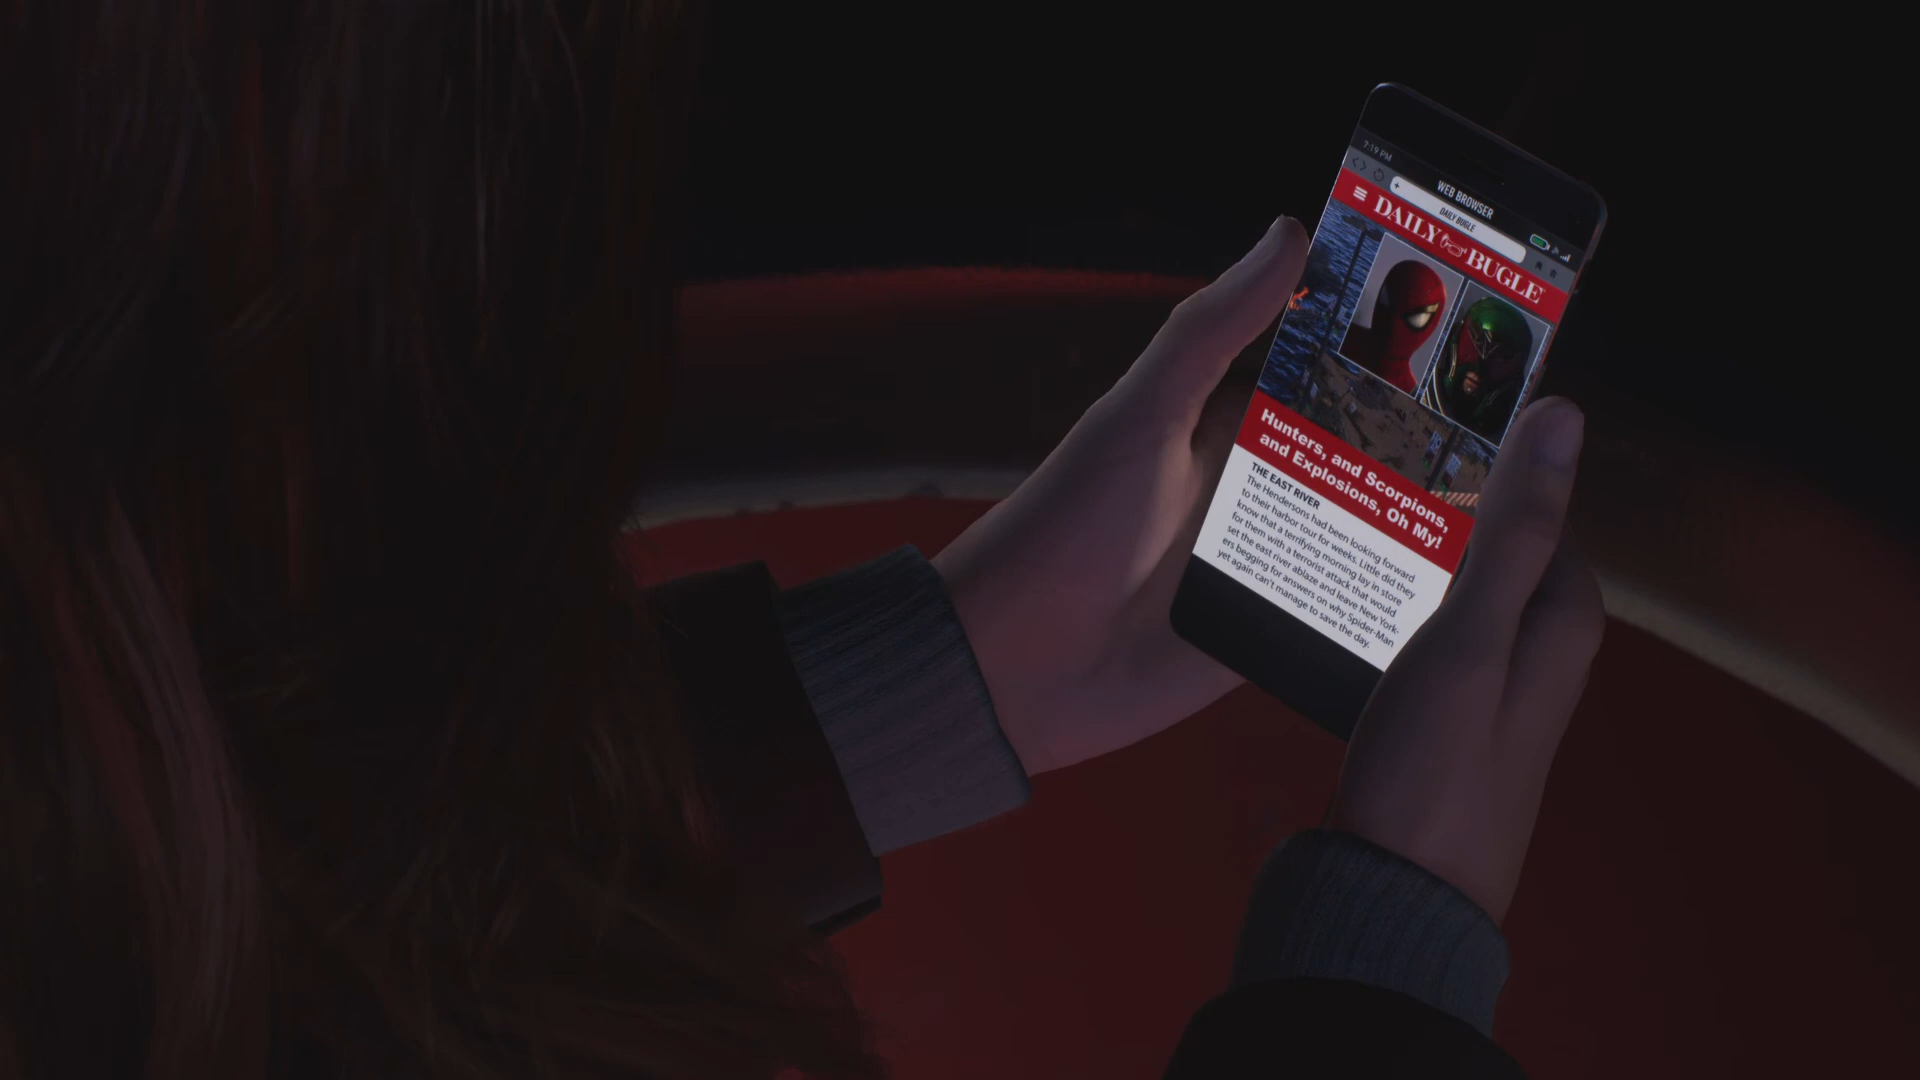 7:19 PM
WEB BROWSER
DAILY BUGLE
DAILY BUGLE
Hunters, and Scorpions,
and Explosions, Oh My!
THE EAST RIVER
The Hendersons had been looking forward
to their harbor tour for weeks. Little did they
know that a terrifying morning lay in store
for them with a terrorist attack that would
set the east river ablaze and leave New York-
ers begging for answers on why Spider-Man
yet again can't manage to save the day.